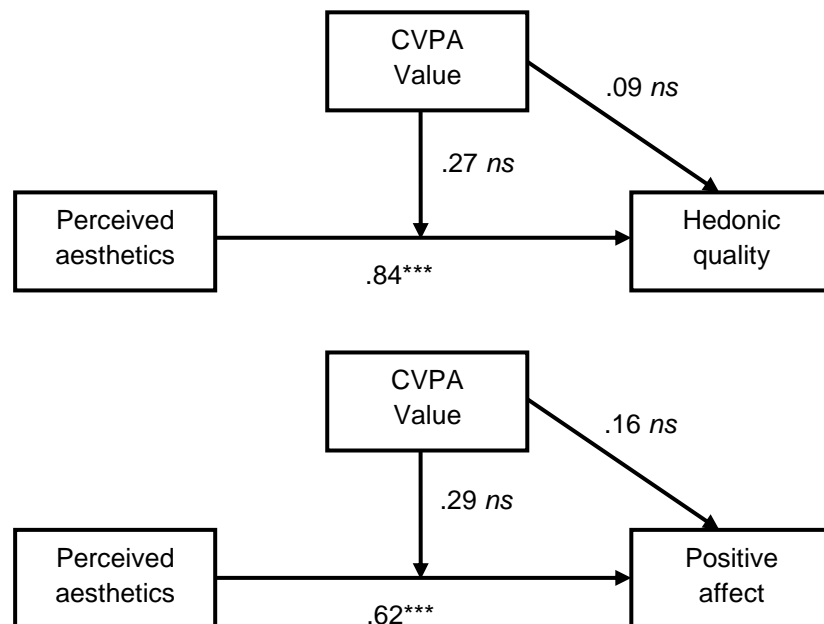 CVPA
Value
.09 ns
.27 ns
Perceived
aesthetics
Hedonic
quality
.84***
CVPA
Value
.16 ns
.29 ns
Perceived
aesthetics
Positive
affect
.62***